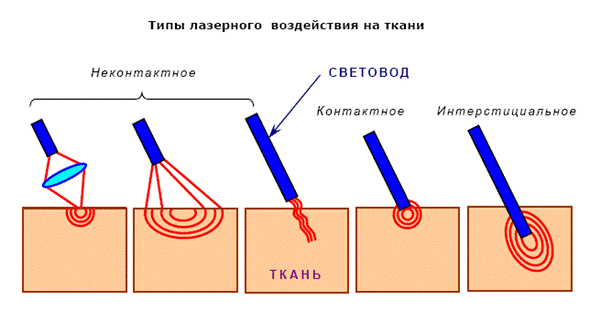 Типы лазерного воздействия на ткани
Неконтактное
СВЕТОВОД
Контактное
Интерстициальное
ТКАНЬ